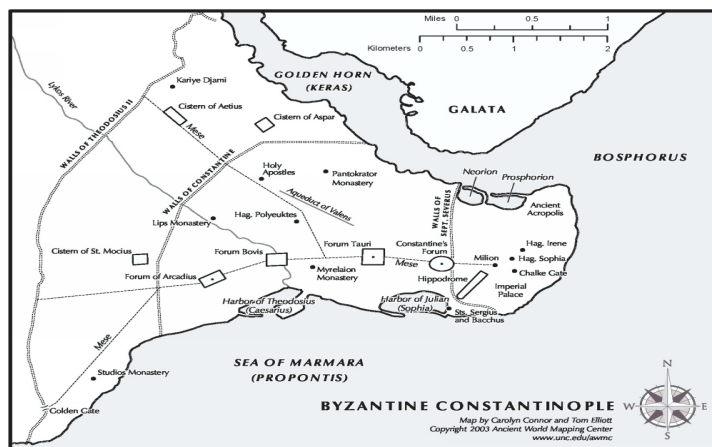 Miles
0 0.5 1
Kilometers
0 0.5 1 2
GOLDEN HORN
(KERAS)
GALATA
BOSPHORUS
Kariye Djami
Lykos River
Cistern of Aetius
Cistern of Aspar
Mese
WALLS OF THEODOSIUS II
WALLS OF CONSTANTINE
Holy
Apostles
Pantokrator
Monastery
Neorion
Prosphorion
Aqueduct of Valens
WALLS OF
SEPT. SEVERUS
Ancient
Acropolis
Lips Monastery
Hag. Polyeuktes
Cistern of St. Mocius
Forum Bovis
Forum Tauri
Constantine's
Forum
Hag. Irene
Milion
Hag. Sophia
Mese
Chalke Gate
Forum of Arcadius
Myrelaion
Monastery
Hippodrome
Imperial
Palace
Harbor of Theodosius
(Caesarius)
Harbor of Julian
(Sophia)
Sts. Sergius
and Bacchus
Mese
Studios Monastery
Golden Gate
SEA OF MARMARA
(PROPONTIS)
BYZANTINE CONSTANTINOPLE
Map by Carolyn Connor and Tom Elliott
Copyright 2003 Ancient World Mapping Center
www.unc.edu/awmc
N
W E
S